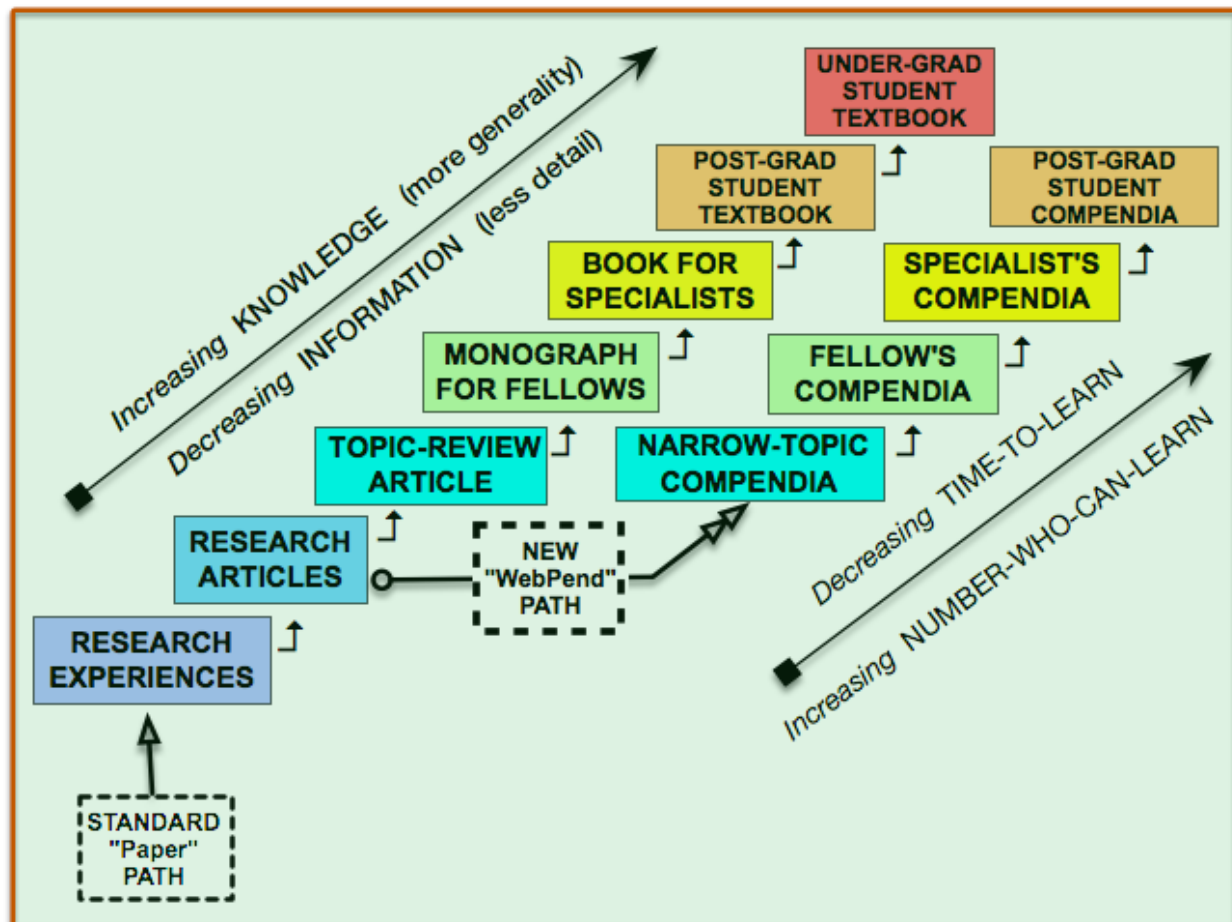 UNDER-GRAD
STUDENT
TEXTBOOK
POST-GRAD
STUDENT
TEXTBOOK
POST-GRAD
STUDENT
COMPENDIA
Increasing KNOWLEDGE (more generality)
Decreasing INFORMATION (less detail)
BOOK FOR
SPECIALISTS
SPECIALIST'S
COMPENDIA
MONOGRAPH
FOR FELLOWS
FELLOW'S
COMPENDIA
TOPIC-REVIEW
ARTICLE
NARROW-TOPIC
COMPENDIA
Decreasing TIME-TO-LEARN
Increasing NUMBER-WHO-CAN-LEARN
RESEARCH
ARTICLES
NEW
"WebPend"
PATH
RESEARCH
EXPERIENCES
STANDARD
"Paper"
PATH